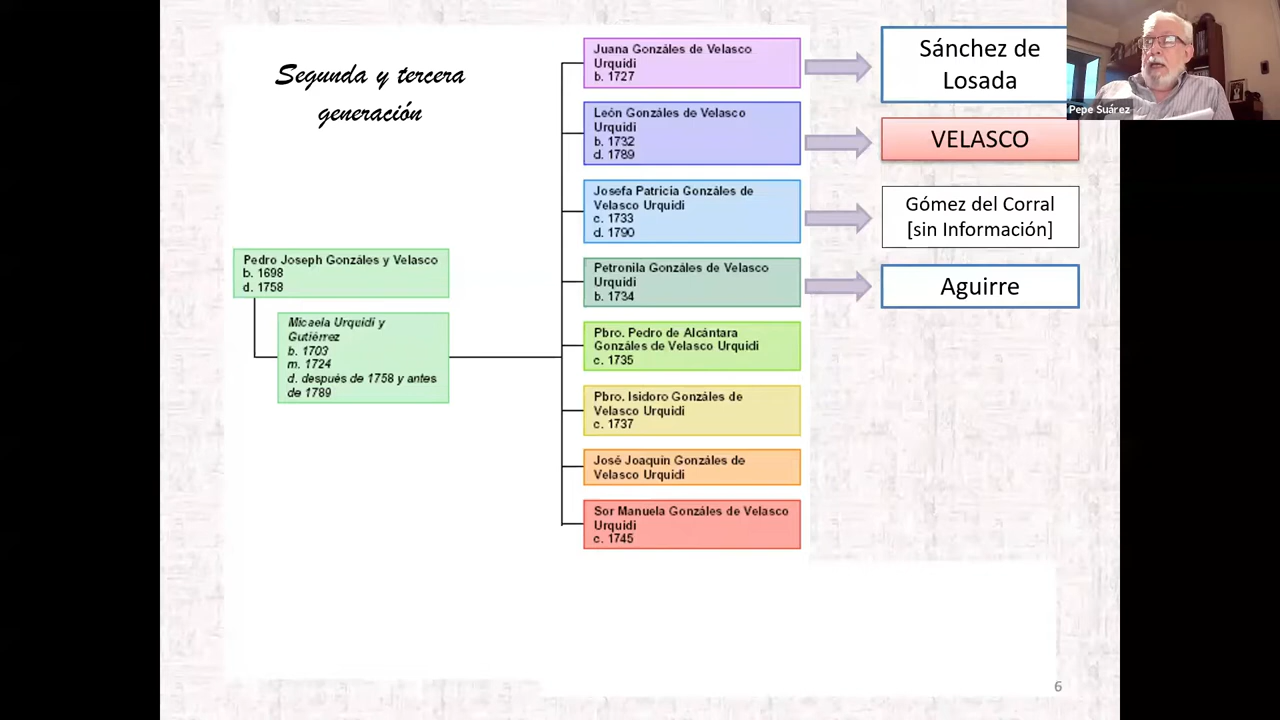 Segunda y tercera
generación
Pedro Joseph Gonzáles y Velasco
b. 1698
d. 1758
Micaela Urquidi y
Gutiérrez
b. 1703
m. 1724
d. después de 1758 y antes
de 1789
Juana Gonzáles de Velasco
Urquidi
b. 1727
León Gonzáles de Velasco
Urquidi
b. 1732
d. 1789
Josefa Patricia Gonzáles de
Velasco Urquidi
c. 1733
d. 1790
Petronila Gonzáles de Velasco
Urquidi
b. 1734
Pbro. Pedro de Alcántara
Gonzáles de Velasco Urquidi
c. 1735
Pbro. Isidoro Gonzáles de
Velasco Urquidi
c. 1737
José Joaquín Gonzáles de
Velasco Urquidi
Sor Manuela Gonzáles de Velasco
Urquidi
c. 1745
Sánchez de
Losada
VELASCO
Gómez del Corral
[sin Información]
Aguirre
Pepe Suárez
6